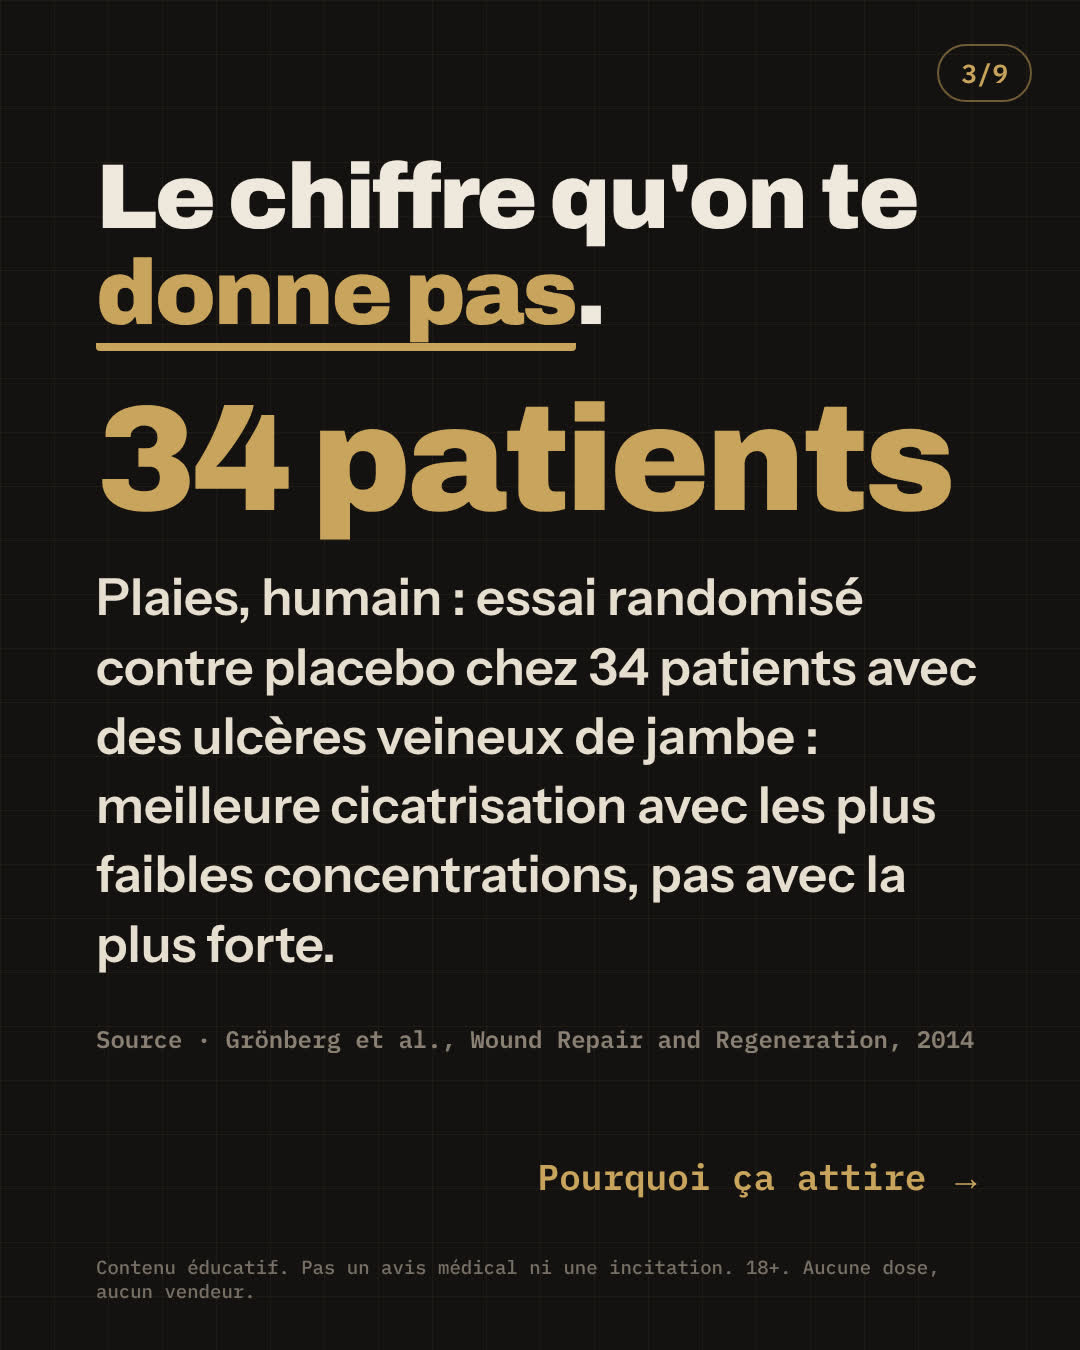 3/9
Le chiffre qu'on te
donne pas.
34 patients
Plaies, humain : essai randomisé
contre placebo chez 34 patients avec
des ulcères veineux de jambe :
meilleure cicatrisation avec les plus
faibles concentrations, pas avec la
plus forte.
Source · Grönberg et al., Wound Repair and Regeneration, 2014
Pourquoi ça attire →
Contenu éducatif. Pas un avis médical ni une incitation. 18+. Aucune dose,
aucun vendeur.